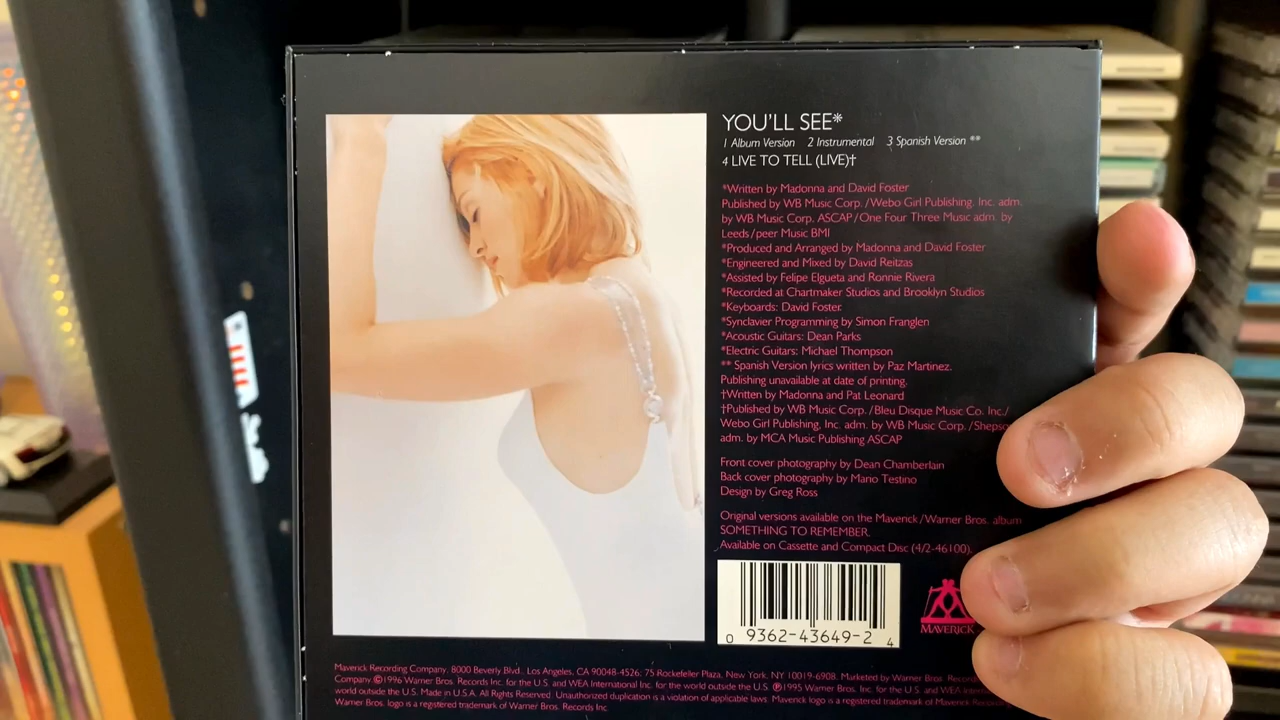 YOU'LL SEE*
1 Album Version 2 Instrumental 3 Spanish Version **
4 LIVE TO TELL (LIVE)†
*Written by Madonna and David Foster
Published by WB Music Corp. /Webo Girl Publishing, Inc. adm.
by WB Music Corp. ASCAP/One Four Three Music adm. by
Leeds/peer Music BMI
*Produced and Arranged by Madonna and David Foster
*Engineered and Mixed by David Reitzas
*Assisted by Felipe Elgueta and Ronnie Rivera
*Recorded at Chartmaker Studios and Brooklyn Studios
*Keyboards: David Foster
*Synclavier Programming by Simon Franglen
*Acoustic Guitars: Dean Parks
*Electric Guitars: Michael Thompson
** Spanish Version lyrics written by Paz Martinez.
Publishing unavailable at date of printing.
†Written by Madonna and Pat Leonard
†Published by WB Music Corp. /Bleu Disque Music Co. Inc./
Webo Girl Publishing, Inc. adm. by WB Music Corp. /Sheps
adm. by MCA Music Publishing ASCAP
Front cover photography by Dean Chamberlain
Back cover photography by Mario Testino
Design by Greg Ross
Original versions available on the Maverick/Warner Bros. album
SOMETHING TO REMEMBER.
Available on Cassette and Compact Disc (4/2-46100).
0 9362-43649-2 4
MAVERICK
Maverick Recording Company, 8000 Beverly Blvd., Los Angeles, CA 90048-4526; 75 Rockefeller Plaza, New York, NY 10019-6908. Marketed by Warner Bros. Records
Company. ©1996 Warner Bros. Records Inc. for the U.S. and WEA International Inc. for the world outside the U.S. ℗1995 Warner Bros. Inc. for the U.S. and WEA
world outside the U.S. Made in U.S.A. All Rights Reserved. Unauthorized duplication is a violation of applicable laws. Maverick logo is a registered trademark of Maverick
Warner Bros. logo is a registered trademark of Warner Bros. Records Inc.